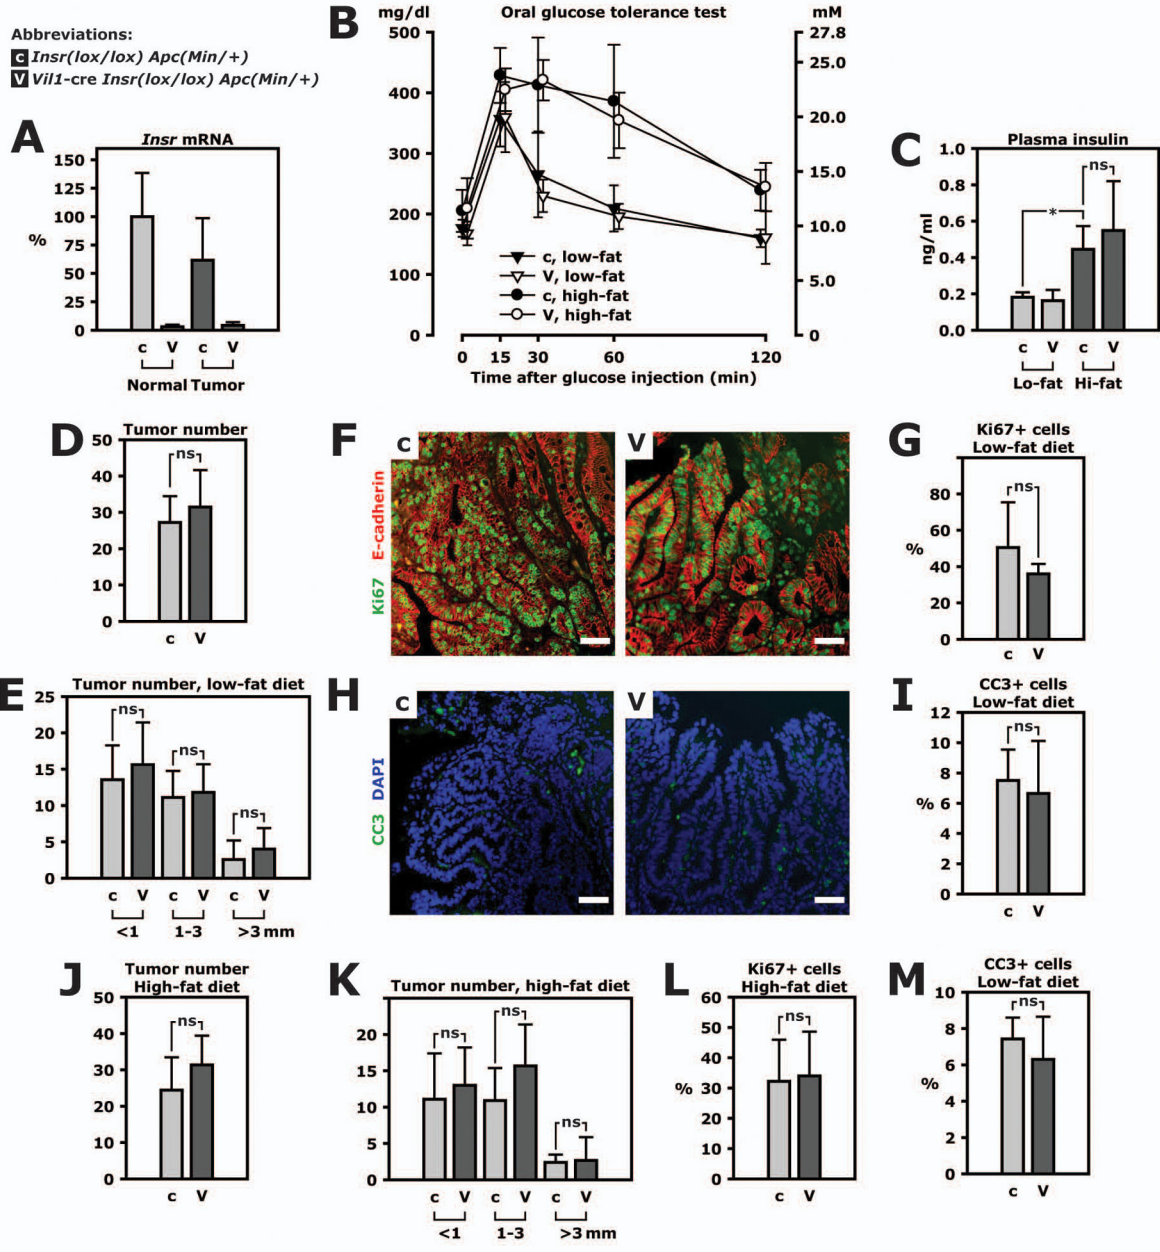 Abbreviations:
c Insr(lox/lox) Apc(Min/+)
V Vil1-cre Insr(lox/lox) Apc(Min/+)
A
Insr mRNA
150
125
100
75
50
25
0
%
c V c V
Normal Tumor
B
mg/dl
Oral glucose tolerance test
mM
500
400
300
200
100
0
27.8
25.0
20.0
15.0
10.0
5.0
0
c, low-fat
V, low-fat
c, high-fat
V, high-fat
0 15 30 60 120
Time after glucose injection (min)
C
Plasma insulin
1.0
0.8
0.6
0.4
0.2
0.0
ng/ml
*
ns
c V c V
Lo-fat Hi-fat
D
Tumor number
50
40
30
20
10
0
ns
c V
E
Tumor number, low-fat diet
25
20
15
10
5
0
ns
ns
ns
c V c V c V
<1 1-3 >3 mm
F
c
V
Ki67 E-cadherin
G
Ki67+ cells
Low-fat diet
80
60
40
20
0
%
ns
c V
H
c
V
CC3 DAPI
I
CC3+ cells
Low-fat diet
12
10
8
6
4
2
0
%
ns
c V
J
Tumor number
High-fat diet
50
40
30
20
10
0
ns
c V
K
Tumor number, high-fat diet
20
15
10
5
0
ns
ns
ns
c V c V c V
<1 1-3 >3 mm
L
Ki67+ cells
High-fat diet
60
50
40
30
20
10
0
%
ns
c V
M
CC3+ cells
Low-fat diet
10
8
6
4
2
0
%
ns
c V